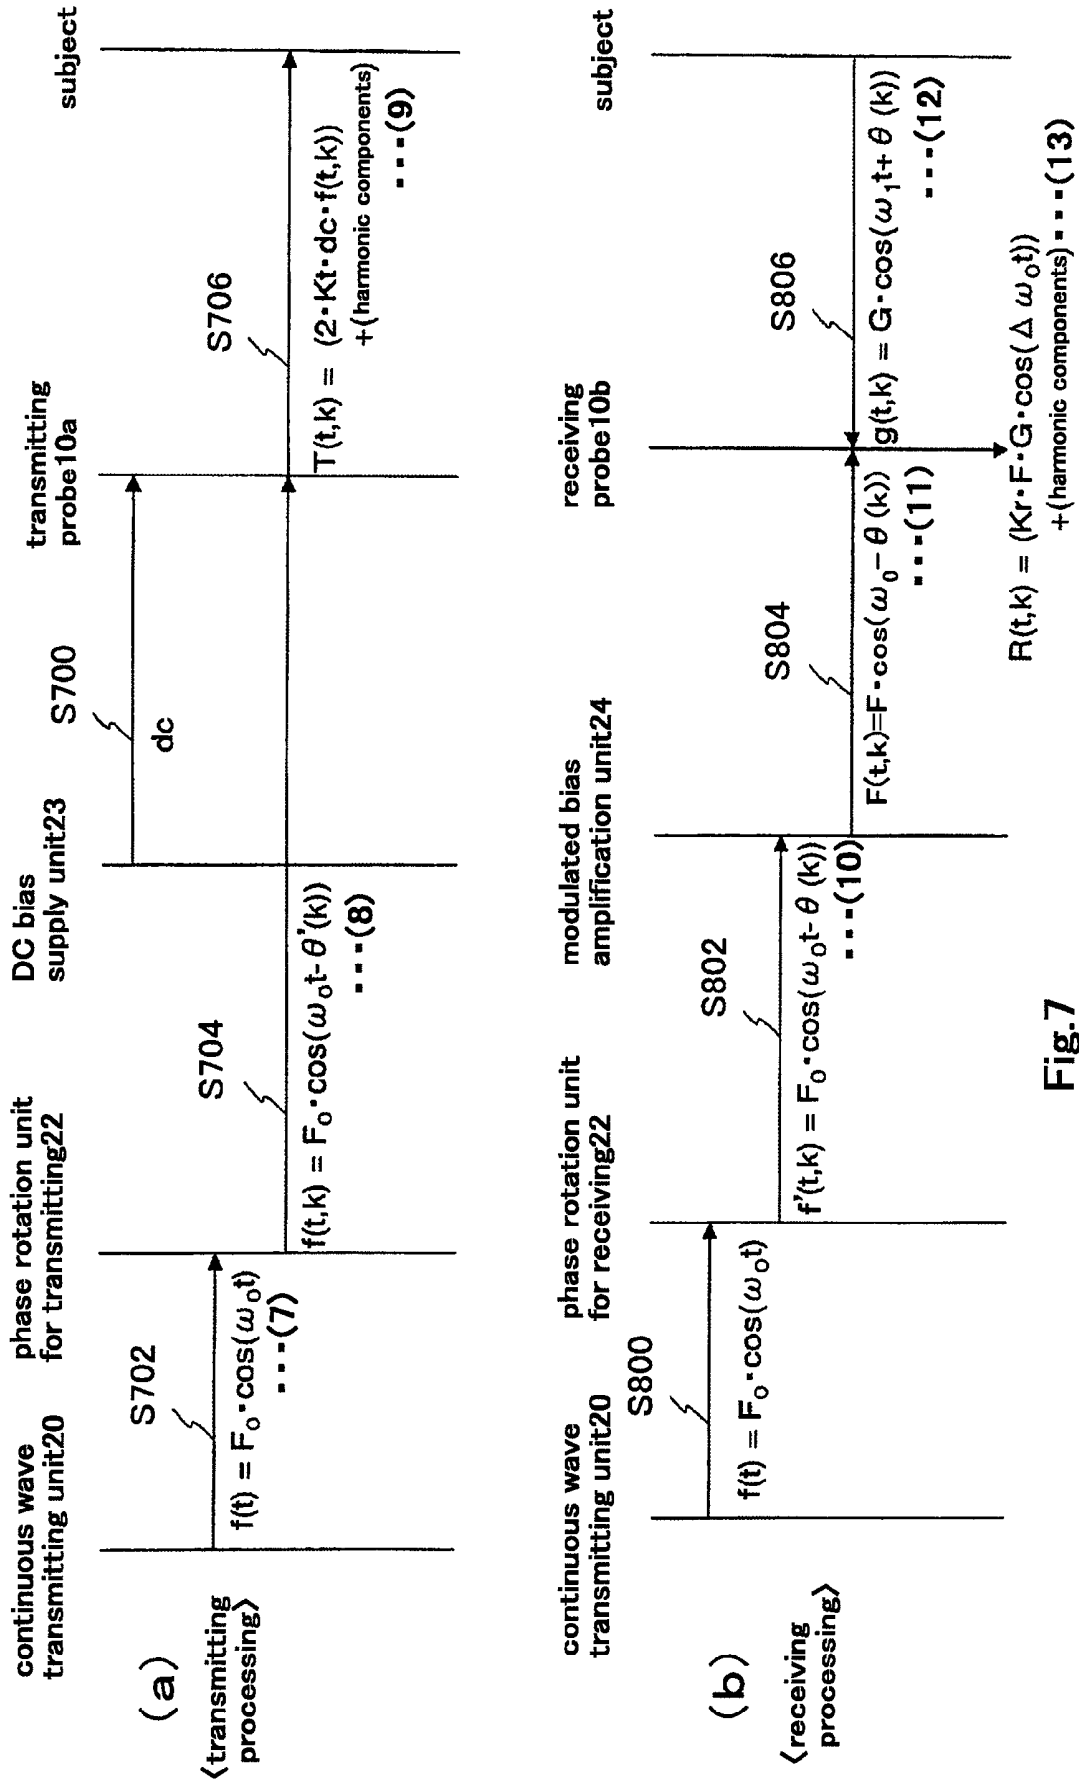 (a)
<transmitting
processing>
continuous wave
transmitting unit20
phase rotation unit
for transmitting22
DC bias
supply unit23
transmitting
probe10a
subject
S700
dc
S702
f(t) = F₀・cos(ω₀t)
・・・(7)
S704
f(t,k) = F₀・cos(ω₀t-θ'(k))
・・・(8)
S706
T(t,k) = (2・Kt・dc・f(t,k))
+(harmonic components)
・・・(9)
(b)
<receiving
processing>
continuous wave
transmitting unit20
phase rotation unit
for receiving22
modulated bias
amplification unit24
receiving
probe10b
subject
S800
f(t) = F₀・cos(ω₀t)
S802
f'(t,k) = F₀・cos(ω₀t-θ(k))
・・・(10)
S804
F(t,k)=F・cos(ω₀-θ(k))
・・・(11)
S806
g(t,k) = G・cos(ω₁t+θ(k))
・・・(12)
R(t,k) = (Kr・F・G・cos(Δω₀t))
+(harmonic components)・・・(13)
Fig.7